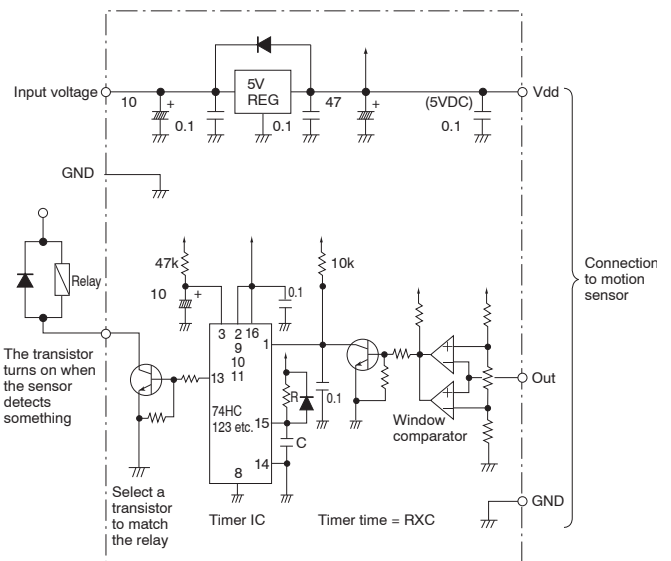 Input voltage
10
+
0.1
5V
REG
0.1
47
+
(5VDC)
0.1
Vdd
GND
Relay
The transistor
turns on when
the sensor
detects
something
47k
10
+
0.1
10k
3 2 16
9
10
11
1
13
74HC
123 etc.
15
14
8
R
C
0.1
+
-
+
-
Window
comparator
Out
Connection
to motion
sensor
GND
Select a
transistor
to match
the relay
Timer IC
Timer time = RXC